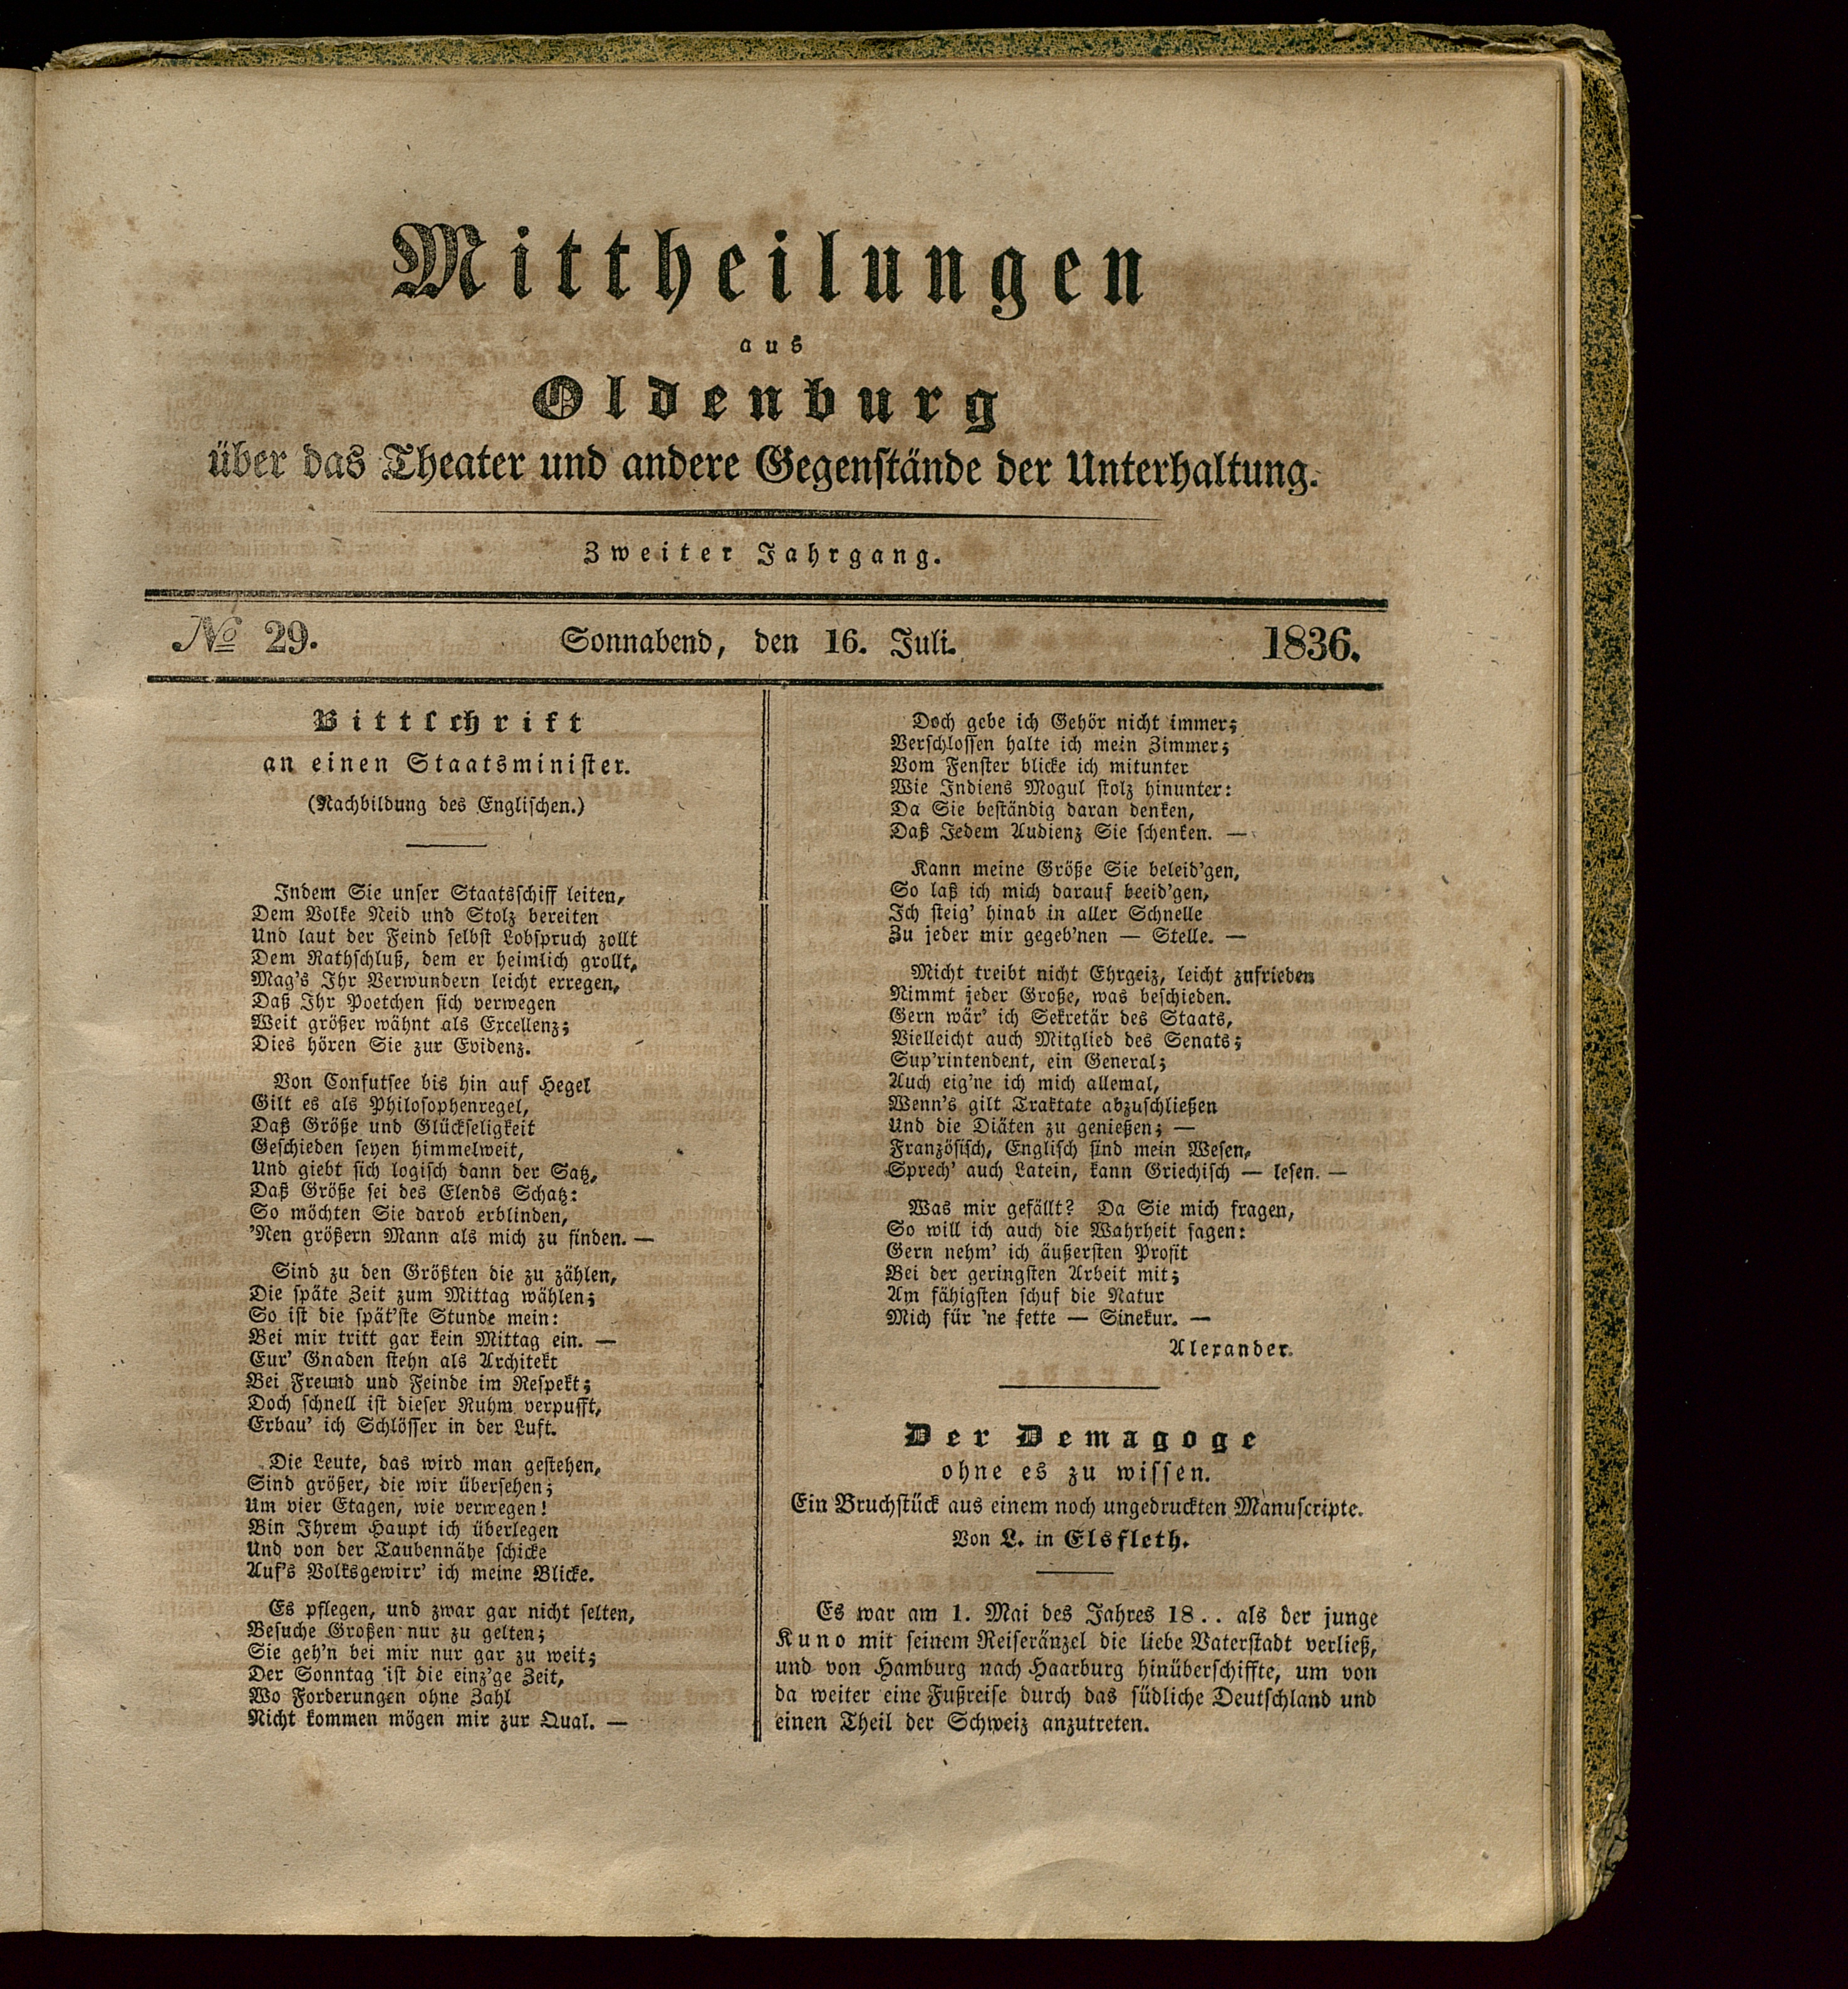 Mittheilungen
aus
Oldenburg
über das Theater und andere Gegenstände der Unterhaltung.
Zweiter Jahrgang.
№ 29. Sonnabend, den 16. Juli. 1836.
Bittschrift
an einen Staatsminister.
(Nachbildung des Englischen.)
Indem Sie unser Staatsschiff leiten,
Dem Volke Neid und Stolz bereiten
Und laut der Feind selbst Lobspruch zollt
Dem Rathschluß, dem er heimlich grollt,
Mag's Ihr Verwundern leicht erregen,
Daß Ihr Poetchen sich verwegen
Weit größer wähnt als Excellenz;
Dies hören Sie zur Evidenz.
Von Confutsee bis hin auf Hegel
Gilt es als Philosophenregel,
Daß Größe und Glückseligkeit
Geschieden seyen himmelweit,
Und giebt sich logisch dann der Satz,
Daß Größe sei des Elends Schatz:
So möchten Sie darob erblinden,
'Nen größern Mann als mich zu finden. —
Sind zu den Größten die zu zählen,
Die späte Zeit zum Mittag wählen;
So ist die spät'ste Stunde mein:
Bei mir tritt gar kein Mittag ein. —
Eur' Gnaden stehn als Architekt
Bei Freund und Feinde im Respekt;
Doch schnell ist dieser Ruhm verpufft,
Erbau' ich Schlösser in der Luft.
Die Leute, das wird man gestehen,
Sind größer, die wir übersehen;
Um vier Etagen, wie verwegen!
Bin Ihrem Haupt ich überlegen
Und von der Taubennähe schicke
Auf's Volksgewirr' ich meine Blicke.
Es pflegen, und zwar gar nicht selten,
Besuche Großen nur zu gelten;
Sie geh'n bei mir nur gar zu weit;
Der Sonntag ist die einz'ge Zeit,
Wo Forderungen ohne Zahl
Nicht kommen mögen mir zur Qual. —
Doch gebe ich Gehör nicht immer;
Verschlossen halte ich mein Zimmer;
Vom Fenster blicke ich mitunter
Wie Indiens Mogul stolz hinunter:
Da Sie beständig daran denken,
Daß Jedem Audienz Sie schenken. —
Kann meine Größe Sie beleid'gen,
So laß ich mich darauf beeid'gen,
Ich steig' hinab in aller Schnelle
Zu jeder mir gegeb'nen — Stelle. —
Micht treibt nicht Ehrgeiz, leicht zufrieden
Nimmt jeder Große, was beschieden.
Gern wär' ich Sekretär des Staats,
Vielleicht auch Mitglied des Senats;
Sup'rintendent, ein General;
Auch eig'ne ich mich allemal,
Wenn's gilt Traktate abzuschließen
Und die Diäten zu genießen; —
Französisch, Englisch sind mein Wesen,
Sprech' auch Latein, kann Griechisch — lesen. —
Was mir gefällt? Da Sie mich fragen,
So will ich auch die Wahrheit sagen:
Gern nehm' ich äußersten Profit
Bei der geringsten Arbeit mit;
Am fähigsten schuf die Natur
Mich für 'ne fette — Sinekur. —
Alexander.
Der Demagoge
ohne es zu wissen.
Ein Bruchstück aus einem noch ungedruckten Manuscripte.
Von L. in Elsfleth.
Es war am 1. Mai des Jahres 18.. als der junge
Kuno mit seinem Reiseränzel die liebe Vaterstadt verließ,
und von Hamburg nach Haarburg hinüberschiffte, um von
da weiter eine Fußreise durch das südliche Deutschland und
einen Theil der Schweiz anzutreten.